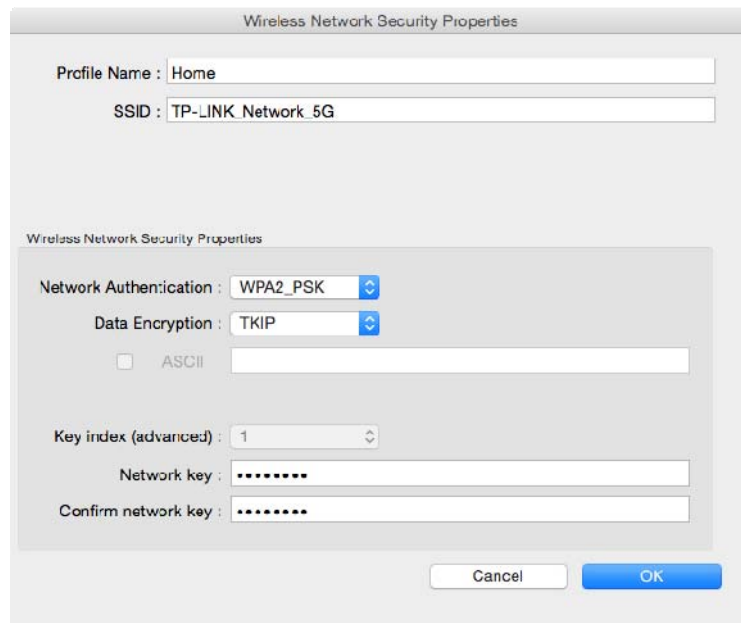 Wireless Network Security Properties
Profile Name : Home
SSID : TP-LINK_Network_5G
Wireless Network Security Properties
Network Authentication : WPA2_PSK
Data Encryption : TKIP
ASCII
Key index (advanced) : 1
Network key : ••••••••
Confirm network key : ••••••••
Cancel OK